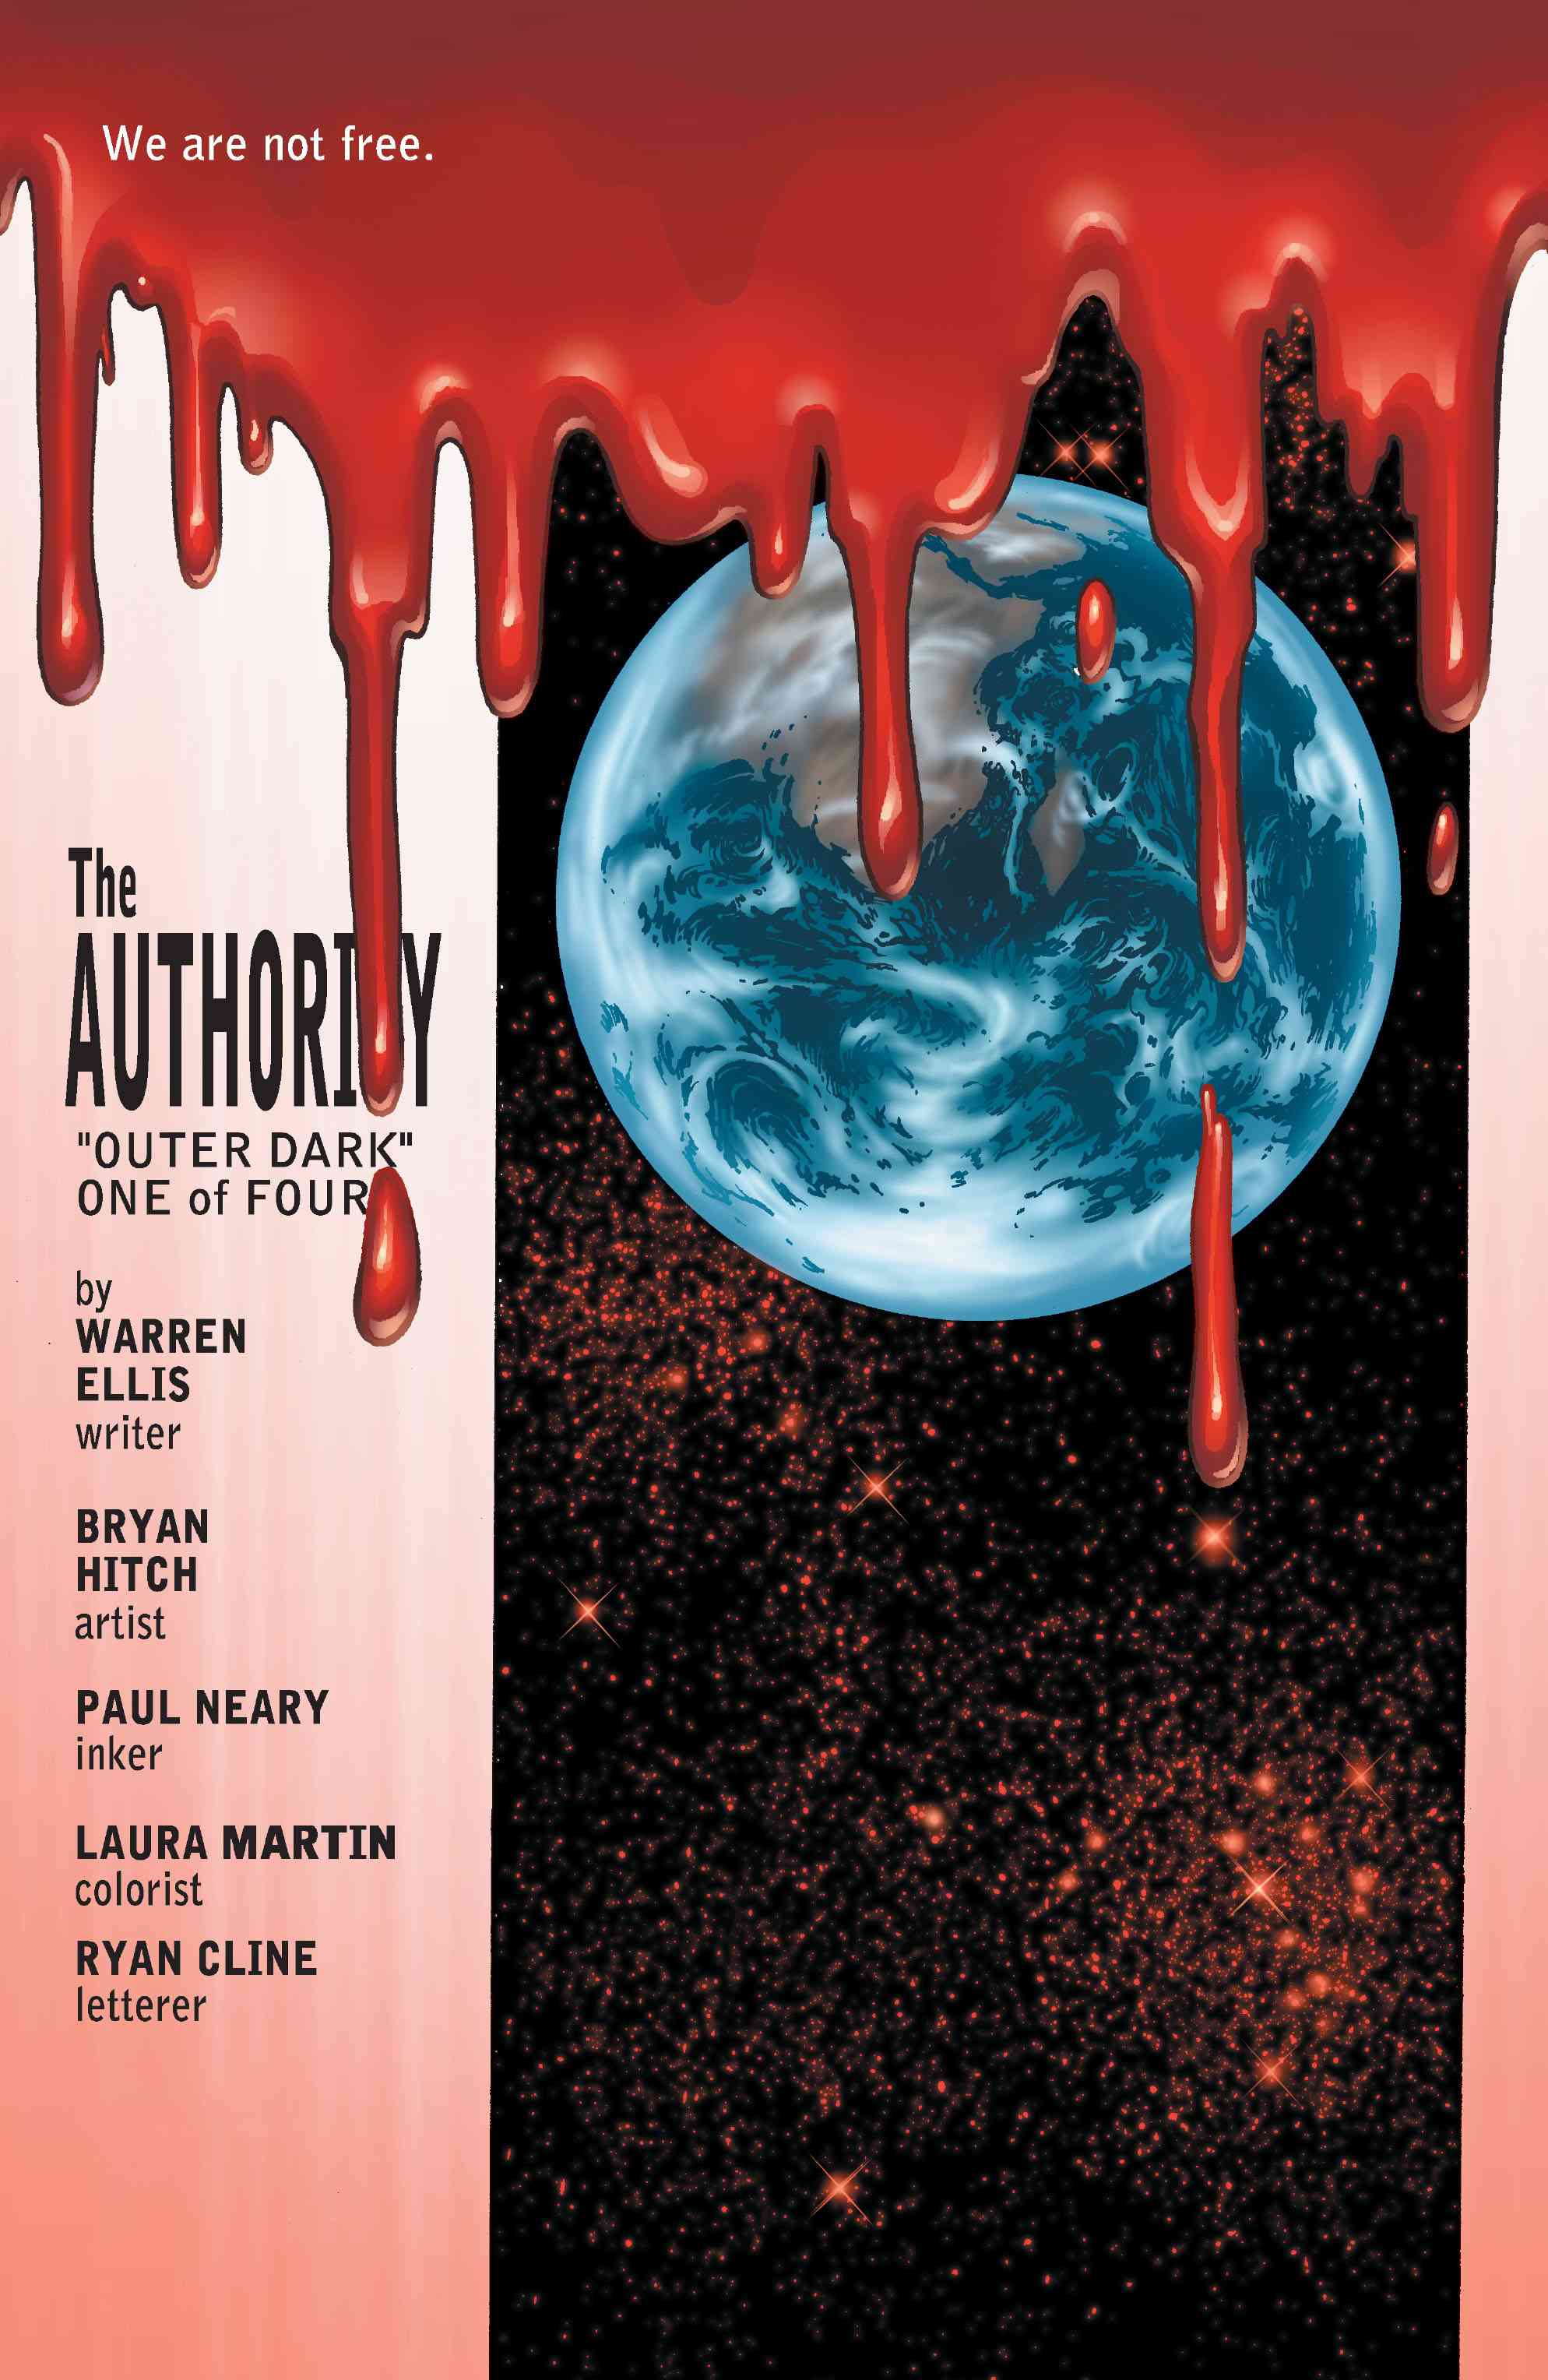 We are not free.
The
AUTHORITY
"OUTER DARK"
ONE of FOUR
by
WARREN
ELLIS
writer
BRYAN
HITCH
artist
PAUL NEARY
inker
LAURA MARTIN
colorist
RYAN CLINE
letterer